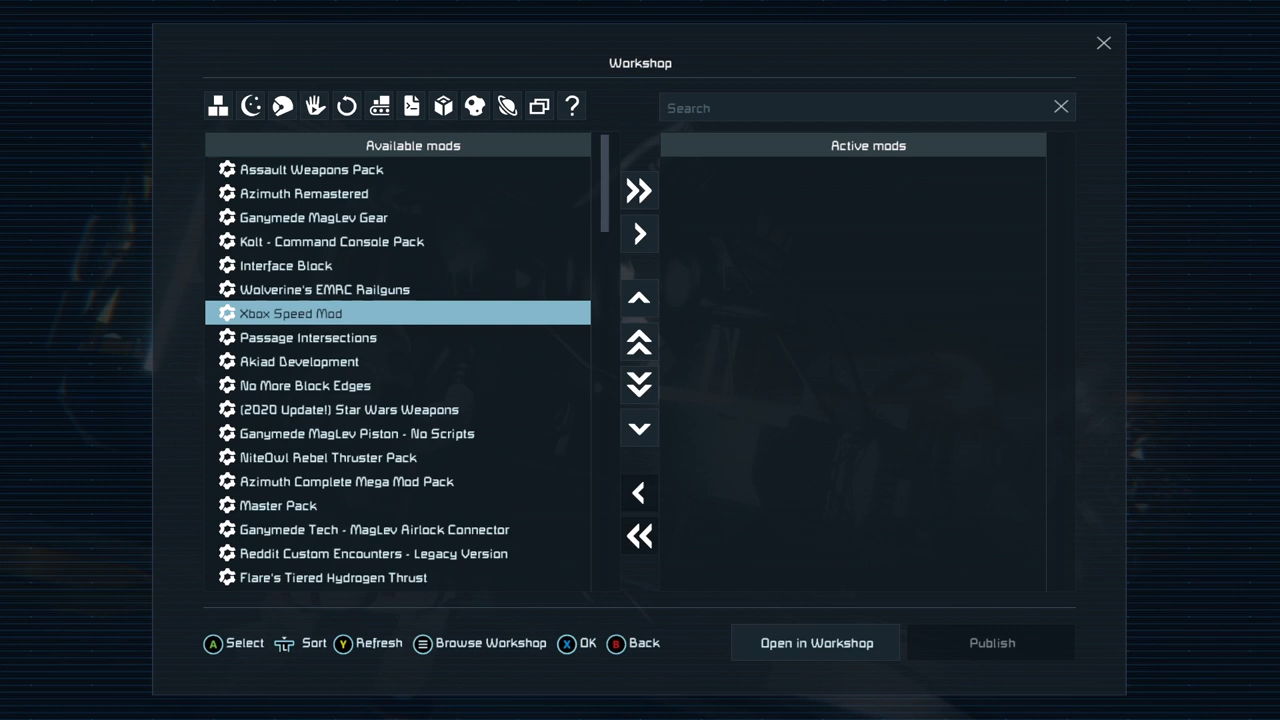 Workshop
Search
Available mods
Active mods
Assault Weapons Pack
Azimuth Remastered
Ganymede MagLev Gear
Kolt - Command Console Pack
Interface Block
Wolverine's EMRC Railguns
Xbox Speed Mod
Passage Intersections
Akiad Development
No More Block Edges
(2020 Update!) Star Wars Weapons
Ganymede MagLev Piston - No Scripts
NiteOwl Rebel Thruster Pack
Azimuth Complete Mega Mod Pack
Master Pack
Ganymede Tech - MagLev Airlock Connector
Reddit Custom Encounters - Legacy Version
Flare's Tiered Hydrogen Thrust
A Select LT Sort Y Refresh Browse Workshop X OK B Back Open in Workshop Publish